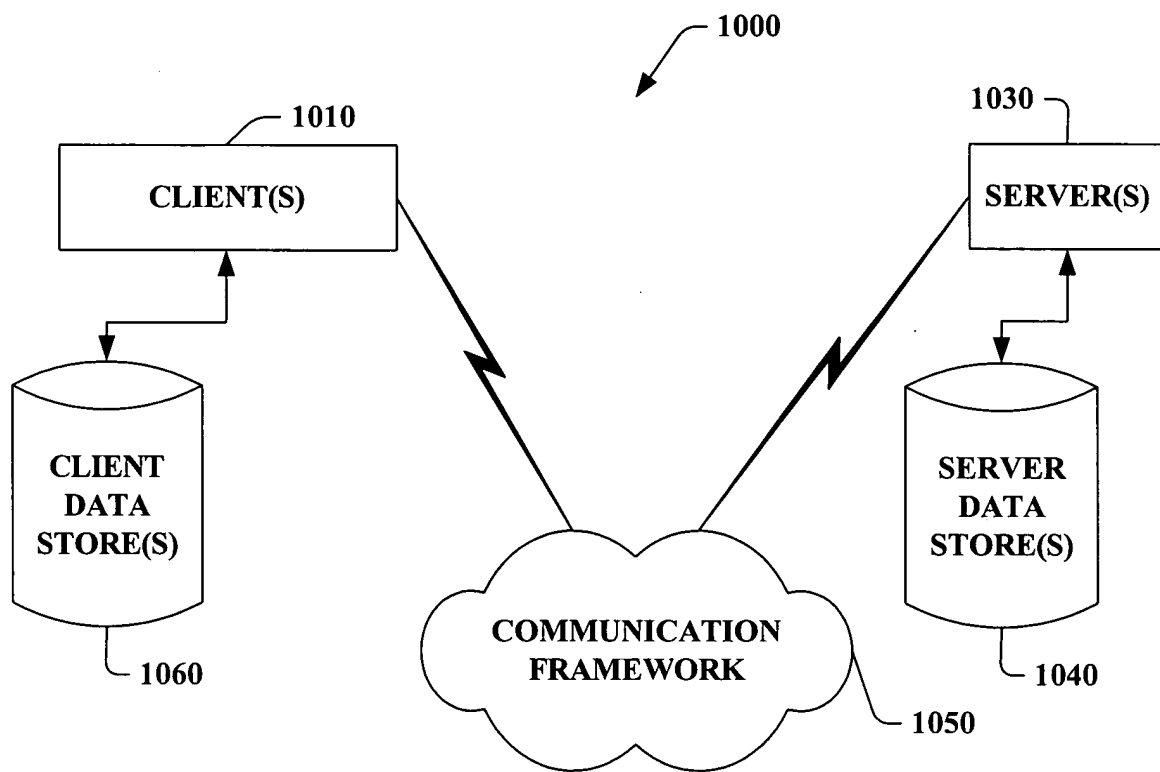 1000
1010
1030
CLIENT(S)
SERVER(S)
CLIENT
DATA
STORE(S)
SERVER
DATA
STORE(S)
COMMUNICATION
FRAMEWORK
1060
1040
1050